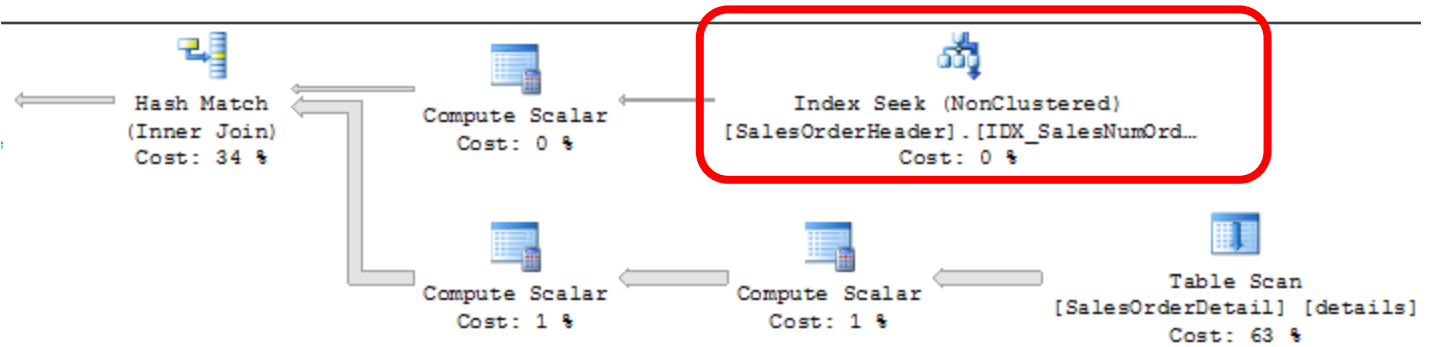 Hash Match
(Inner Join)
Cost: 34 %
Compute Scalar
Cost: 0 %
Index Seek (NonClustered)
[SalesOrderHeader].[IDX_SalesNumOrd…
Cost: 0 %
Compute Scalar
Cost: 1 %
Compute Scalar
Cost: 1 %
Table Scan
[SalesOrderDetail] [details]
Cost: 63 %